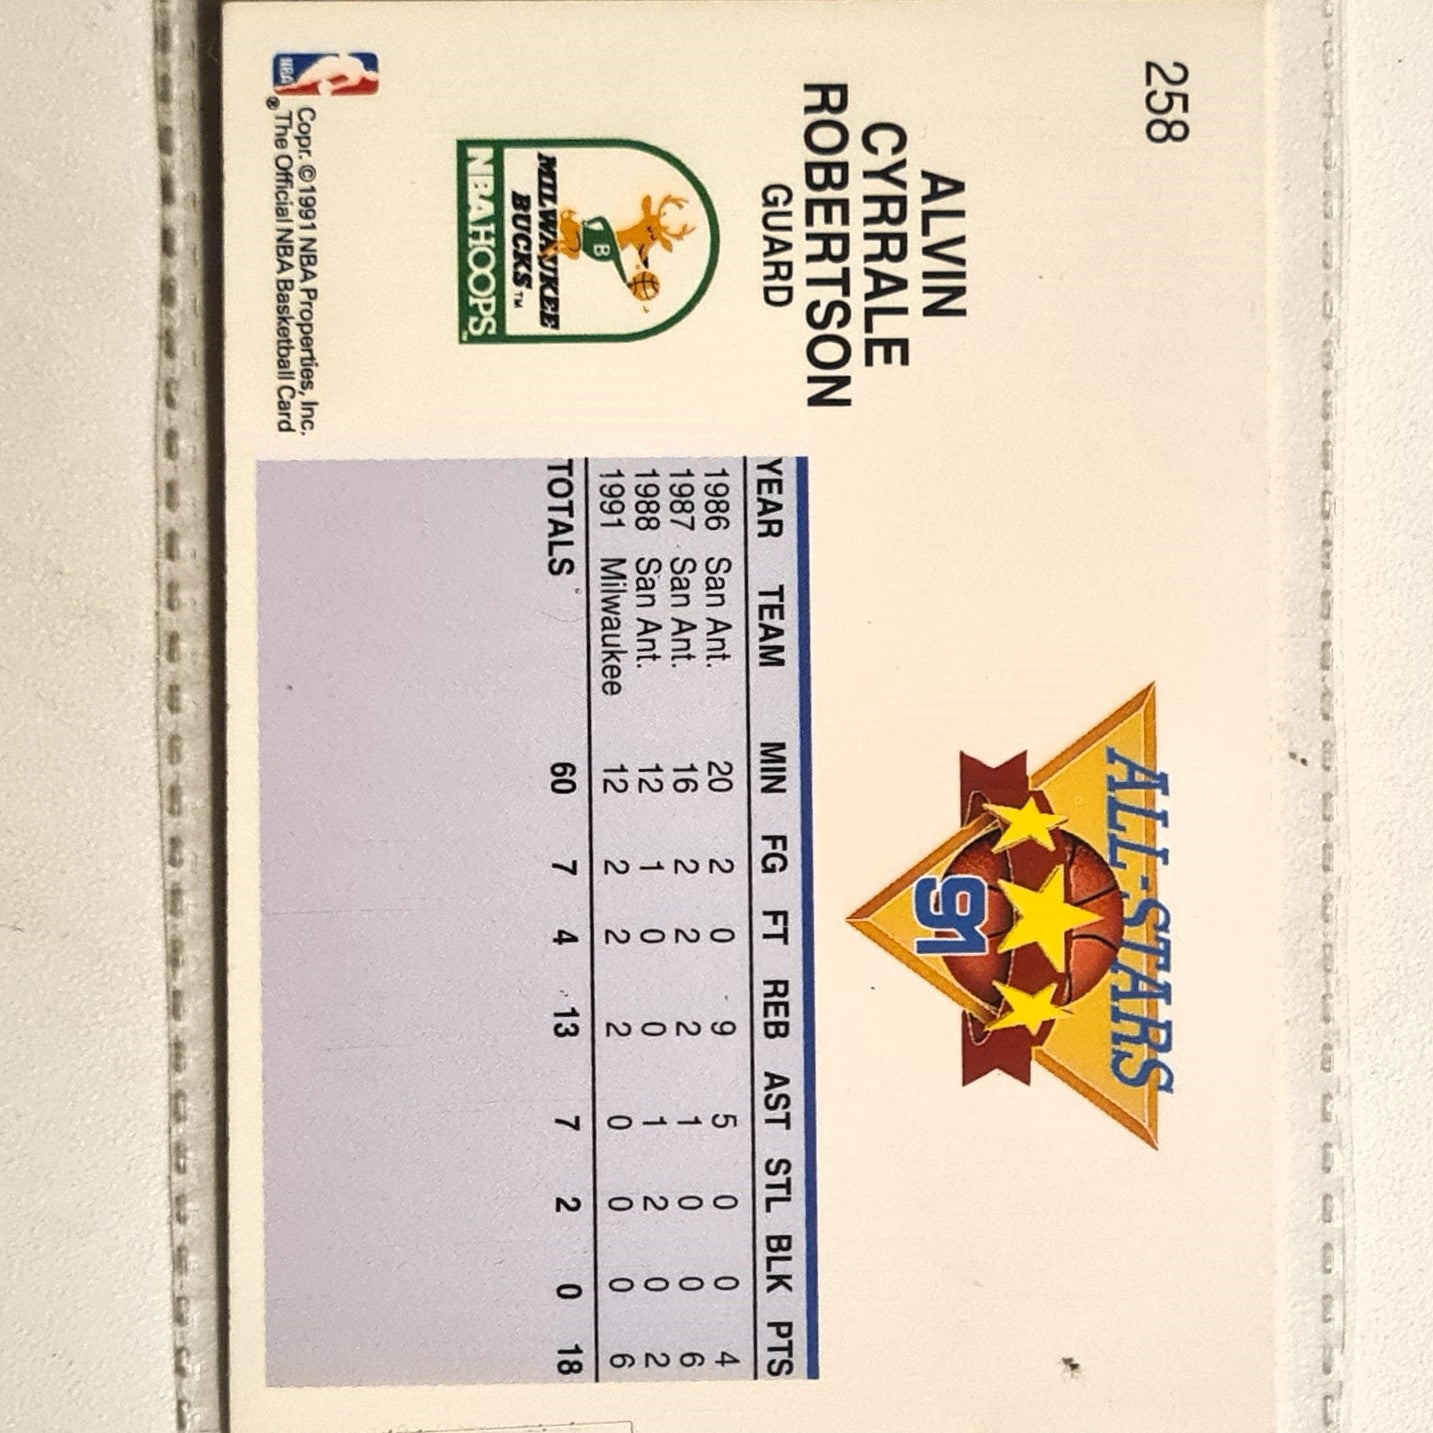 258
ALL-STARS
91
ALVIN
CYRRALE
ROBERTSON
GUARD
B
MILWAUKEE
BUCKS™
NBA HOOPS™
NBA
Copr. ©1991 NBA Properties, Inc.
® The Official NBA Basketball Card
YEAR TEAM MIN FG FT REB AST STL BLK PTS
1986 San Ant. 20 2 0 9 5 0 0 4
1987 San Ant. 16 2 2 2 1 0 0 6
1988 San Ant. 12 1 0 0 1 2 0 2
1991 Milwaukee 12 2 2 2 0 0 0 6
TOTALS 60 7 4 13 7 2 0 18